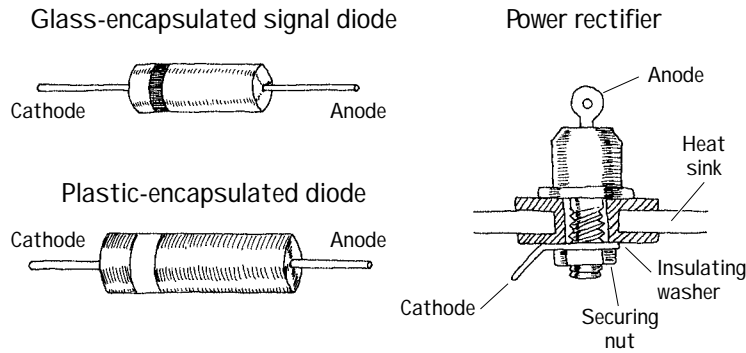 Glass-encapsulated signal diode
Cathode
Anode
Plastic-encapsulated diode
Cathode
Anode
Power rectifier
Anode
Heat
sink
Insulating
washer
Cathode
Securing
nut